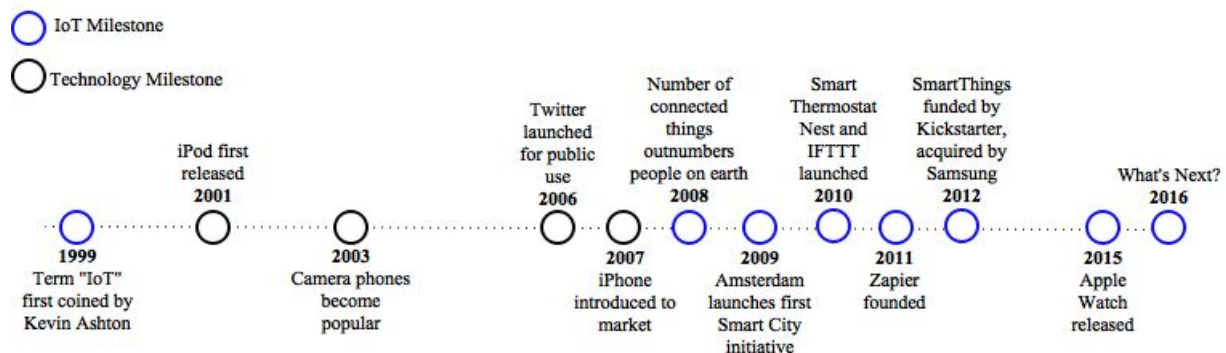 IoT Milestone
Technology Milestone
1999
Term "IoT"
first coined by
Kevin Ashton
iPod first
released
2001
2003
Camera phones
become
popular
Twitter
launched
for public
use
2006
2007
iPhone
introduced to
market
Number of
connected
things
outnumbers
people on earth
2008
2009
Amsterdam
launches first
Smart City
initiative
Smart
Thermostat
Nest and
IFTTT
launched
2010
2011
Zapier
founded
SmartThings
funded by
Kickstarter,
acquired by
Samsung
2012
2015
Apple
Watch
released
What's Next?
2016